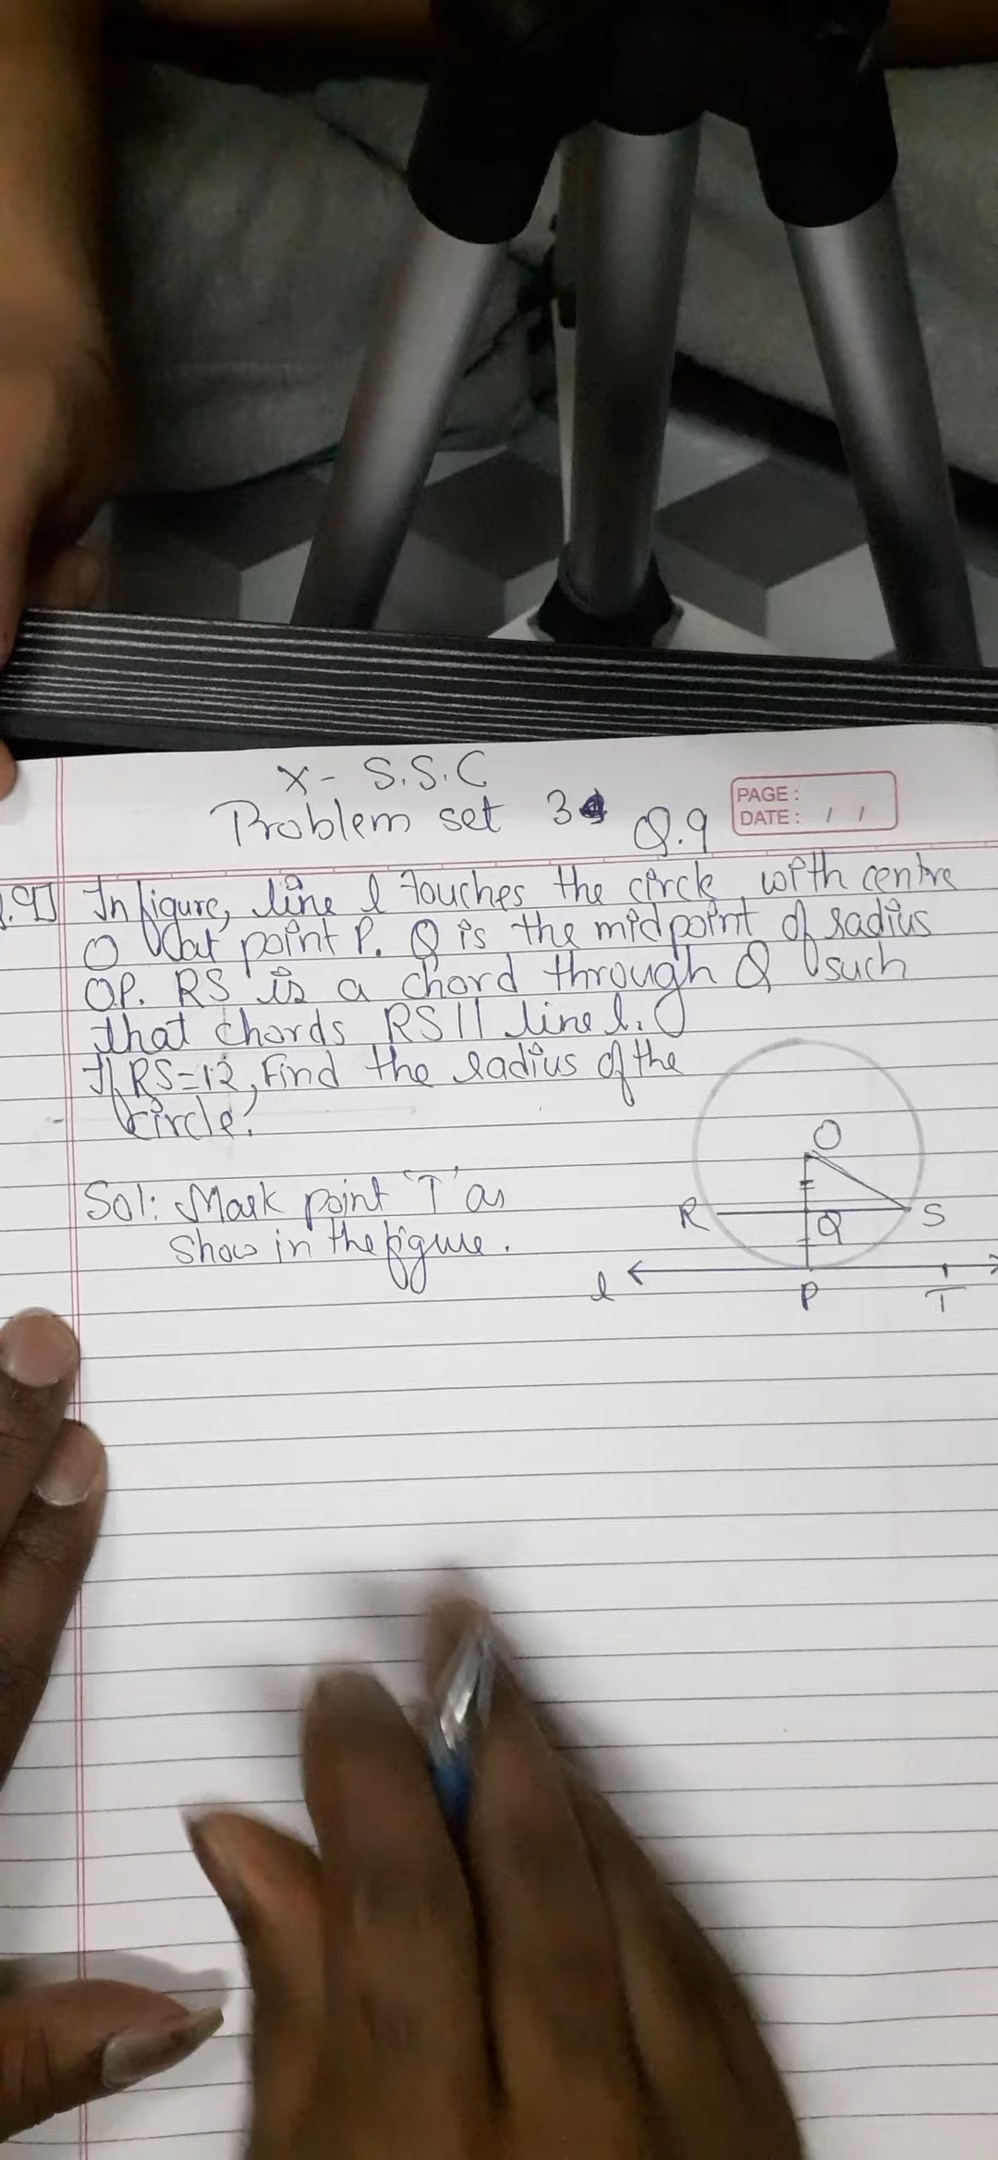 X - S.S.C
Problem set 3 Q.9
PAGE :
DATE : / /
Q.9] In figure, line l touches the circle with centre
O at point P. Q is the midpoint of radius
OP. RS is a chord through Q such
that chords RS || line l.
If RS=12, Find the radius of the
circle.
O
R Q S
l P T
Sol: Mark point 'T' as
show in the figure.